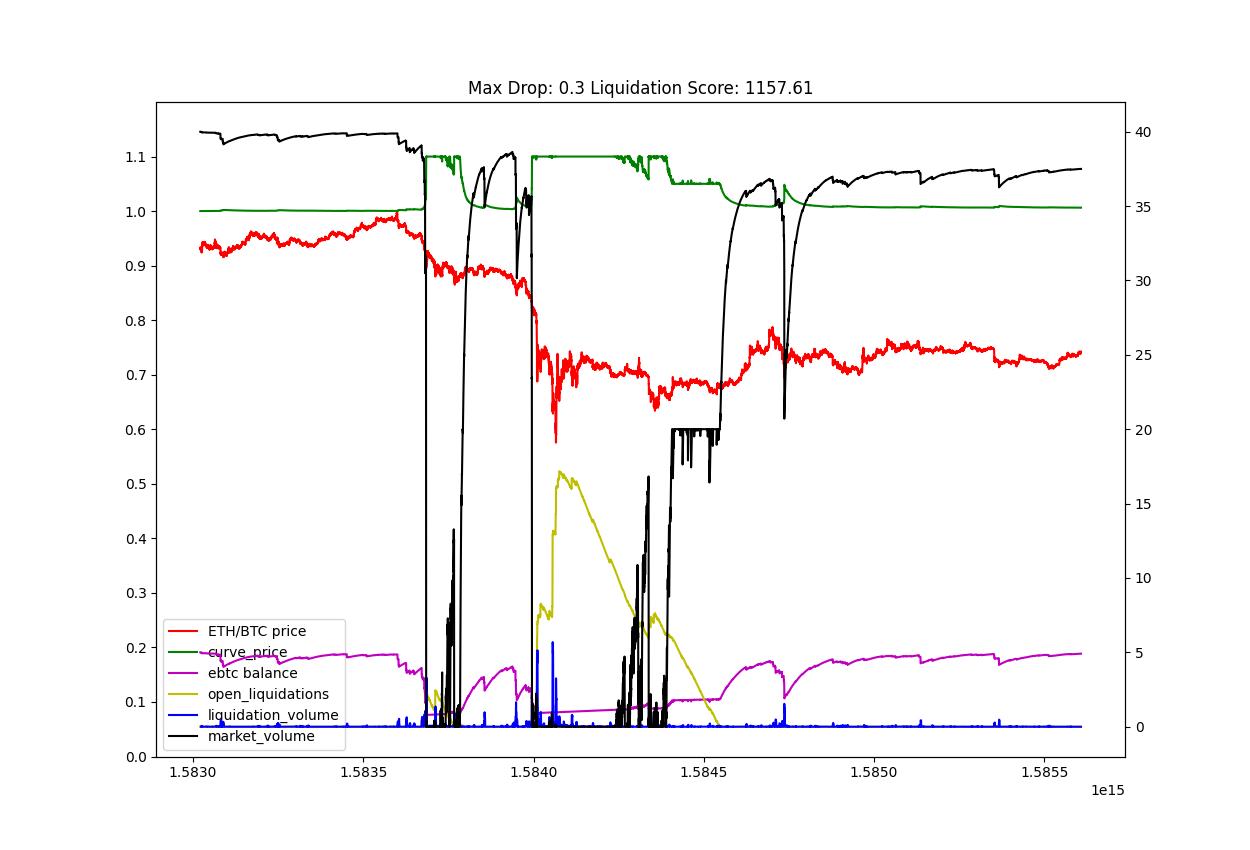 Max Drop: 0.3 Liquidation Score: 1157.61
1.1
1.0
0.9
0.8
0.7
0.6
0.5
0.4
0.3
0.2
0.1
0.0
40
35
30
25
20
15
10
5
0
ETH/BTC price
curve_price
ebtc balance
open_liquidations
liquidation_volume
market_volume
1.5830 1.5835 1.5840 1.5845 1.5850 1.5855
1e15